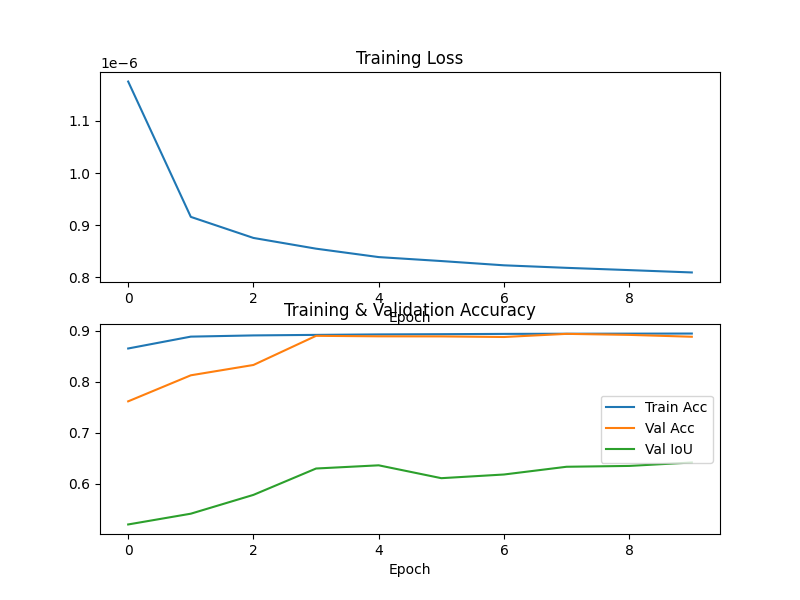 Training Loss
1e−6
1.1
1.0
0.9
0.8
0 2 4 6 8
Epoch
Training & Validation Accuracy
0.9
0.8
0.7
0.6
Train Acc
Val Acc
Val IoU
0 2 4 6 8
Epoch